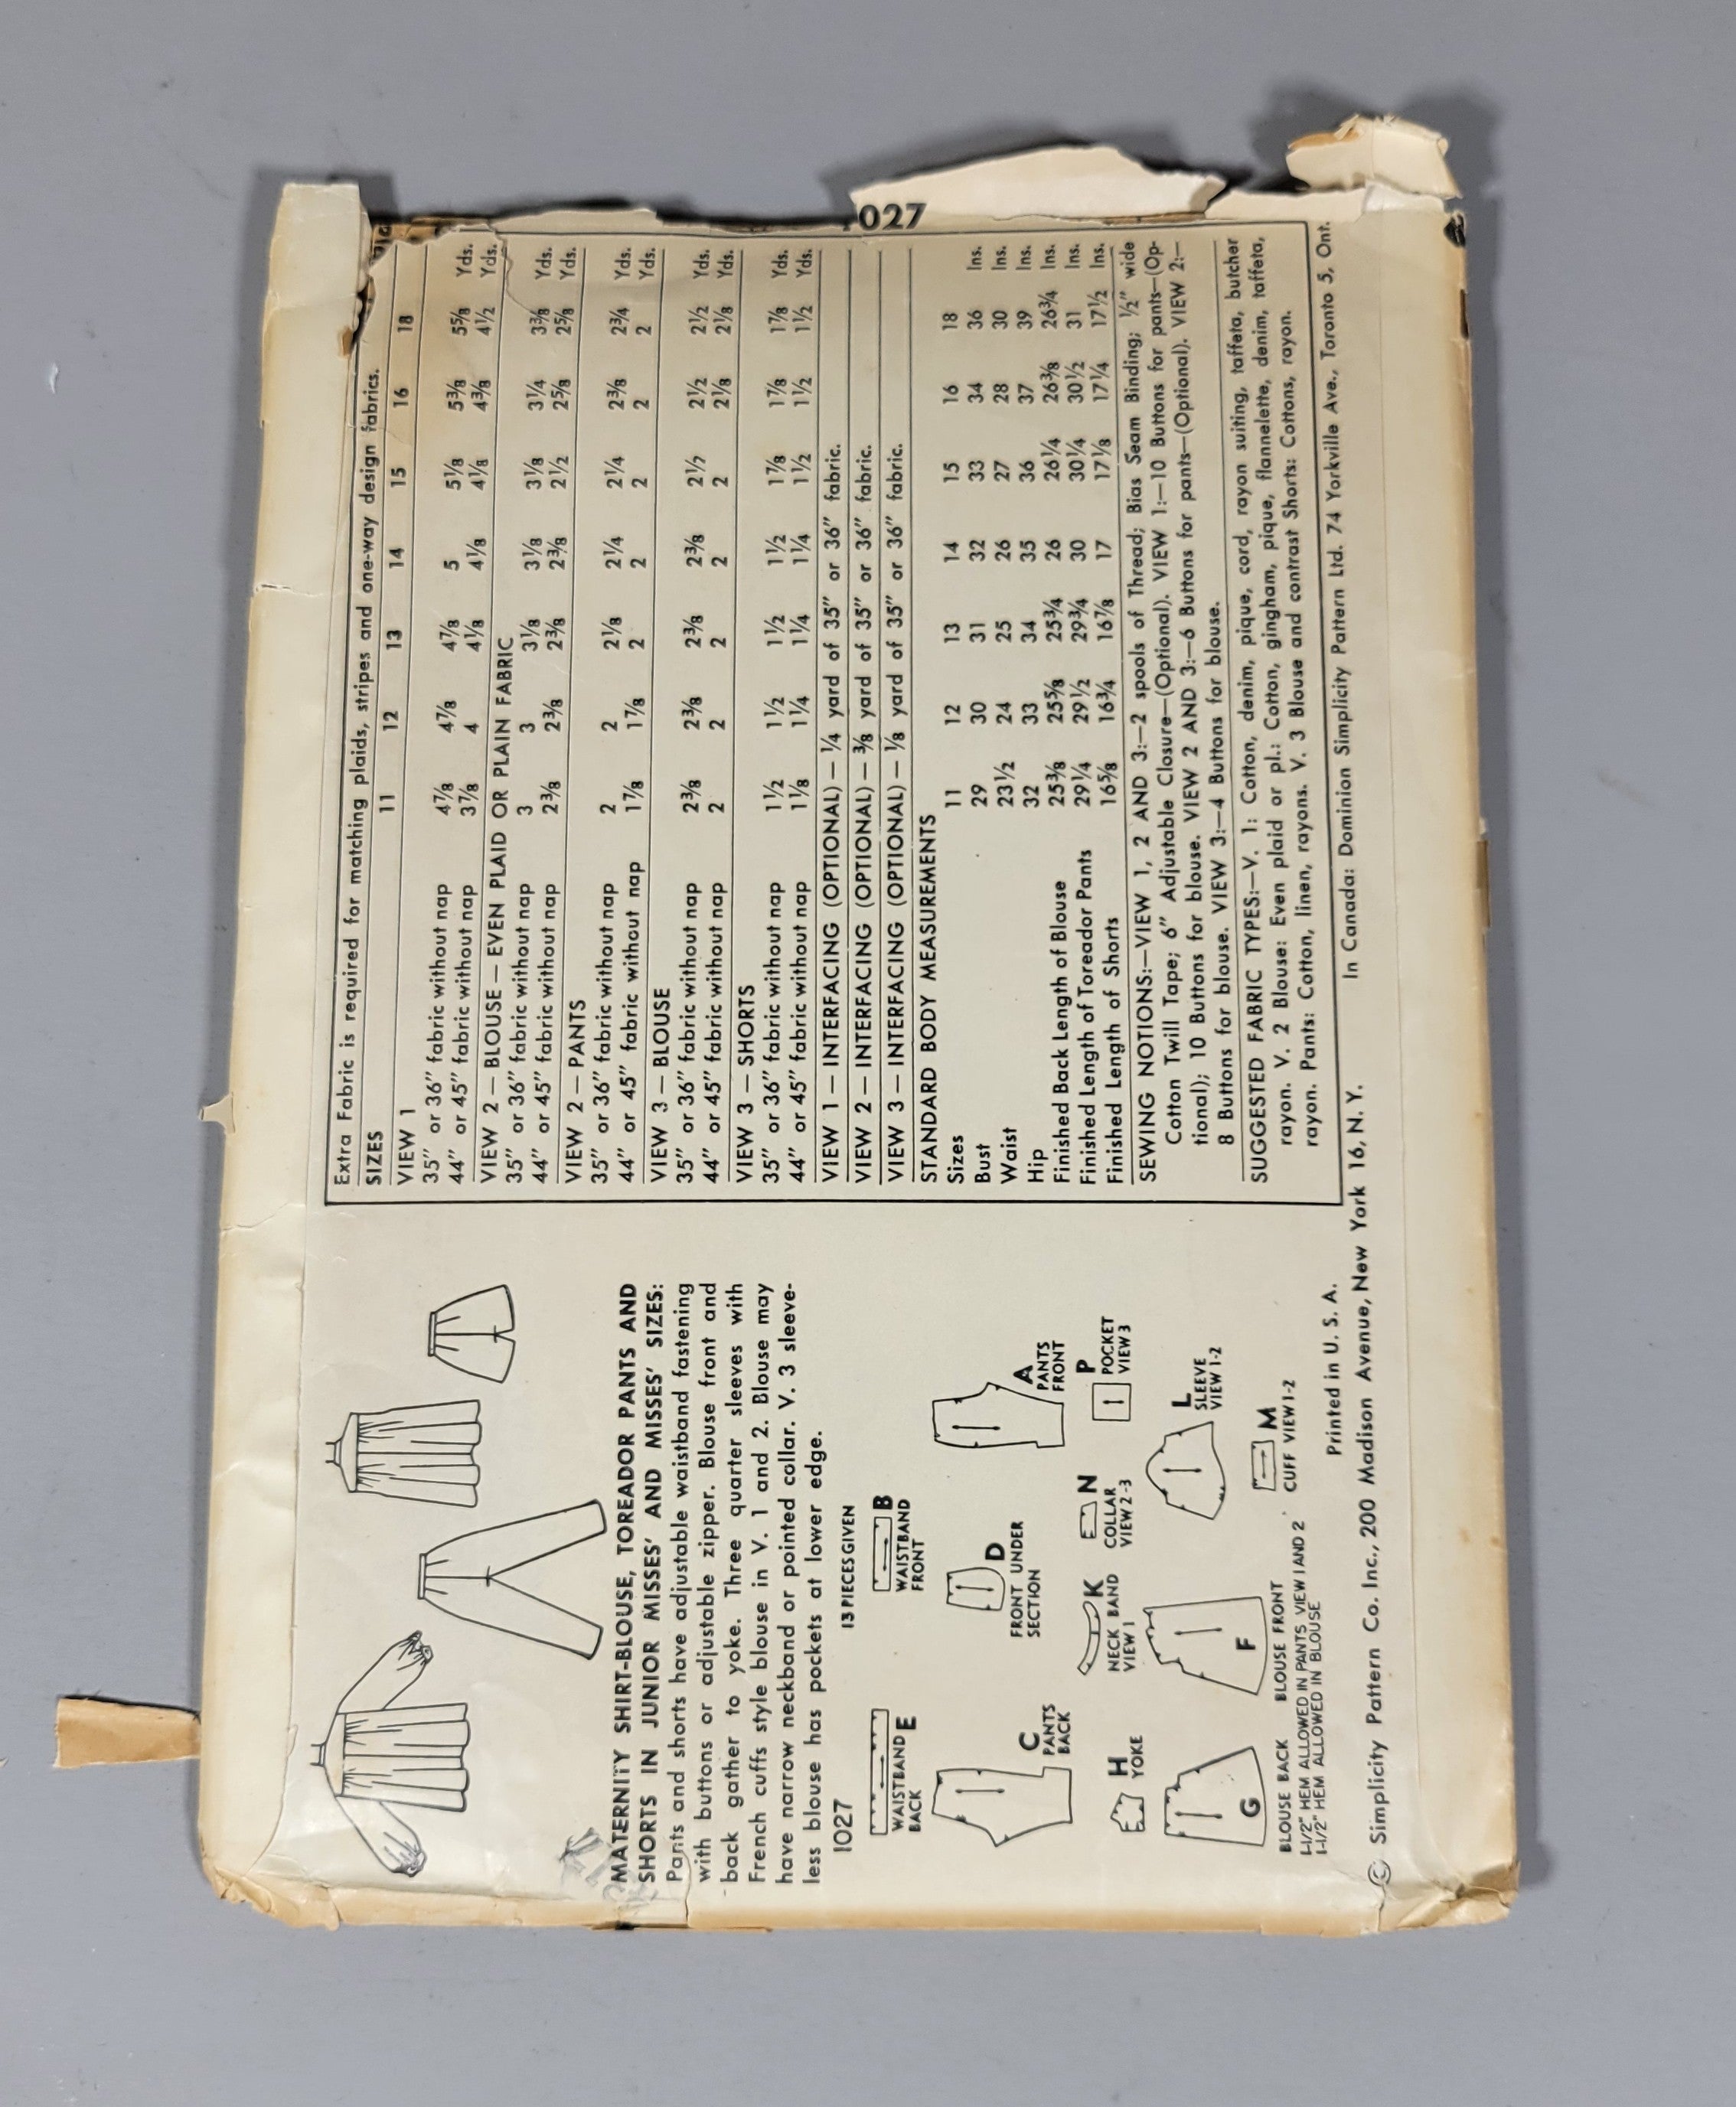 MATERNITY SHIRT-BLOUSE, TOREADOR PANTS AND
SHORTS IN JUNIOR MISSES' AND MISSES' SIZES:
Pants and shorts have adjustable waistband fastening
with buttons or adjustable zipper. Blouse front and
back gather to yoke. Three quarter sleeves with
French cuffs style blouse in V. 1 and 2. Blouse may
have narrow neckband or pointed collar. V. 3 sleeve-
less blouse has pockets at lower edge.
1027
13 PIECES GIVEN
WAISTBAND E
BACK
B
WAISTBAND
FRONT
C
PANTS
BACK
D
FRONT UNDER
SECTION
A
PANTS
FRONT
H
YOKE
K
NECK BAND
VIEW 1
N
COLLAR
VIEW 2-3
P
POCKET
VIEW 3
G
BLOUSE BACK
F
BLOUSE FRONT
L
SLEEVE
VIEW 1-2
M
CUFF VIEW 1-2
1-1/2" HEM ALLOWED IN PANTS VIEW 1 AND 2
1-1/2" HEM ALLOWED IN BLOUSE
Printed in U. S. A.
027
Extra Fabric is required for matching plaids, stripes and one-way design fabrics.
SIZES 11 12 13 14 15 16 18
VIEW 1
35" or 36" fabric without nap 4⅞ 4⅞ 4⅞ 5 5⅛ 5⅜ 5⅝ Yds.
44" or 45" fabric without nap 3⅞ 4 4⅛ 4⅛ 4⅛ 4⅜ 4½ Yds.
VIEW 2 — BLOUSE — EVEN PLAID OR PLAIN FABRIC
35" or 36" fabric without nap 3 3 3⅛ 3⅛ 3⅛ 3¼ 3⅜ Yds.
44" or 45" fabric without nap 2⅜ 2⅜ 2⅜ 2⅜ 2½ 2⅝ 2⅝ Yds.
VIEW 2 — PANTS
35" or 36" fabric without nap 2 2 2⅛ 2¼ 2¼ 2⅜ 2¾ Yds.
44" or 45" fabric without nap 1⅞ 1⅞ 2 2 2 2 2 Yds.
VIEW 3 — BLOUSE
35" or 36" fabric without nap 2⅜ 2⅜ 2⅜ 2⅜ 2½ 2½ 2½ Yds.
44" or 45" fabric without nap 2 2 2 2 2 2⅛ 2⅛ Yds.
VIEW 3 — SHORTS
35" or 36" fabric without nap 1½ 1½ 1½ 1½ 1⅞ 1⅞ 1⅞ Yds.
44" or 45" fabric without nap 1⅛ 1¼ 1¼ 1¼ 1½ 1½ 1½ Yds.
VIEW 1 — INTERFACING (OPTIONAL) — ¼ yard of 35" or 36" fabric.
VIEW 2 — INTERFACING (OPTIONAL) — ⅜ yard of 35" or 36" fabric.
VIEW 3 — INTERFACING (OPTIONAL) — ⅛ yard of 35" or 36" fabric.
STANDARD BODY MEASUREMENTS
Sizes 11 12 13 14 15 16 18
Bust 29 30 31 32 33 34 36 Ins.
Waist 23½ 24 25 26 27 28 30 Ins.
Hip 32 33 34 35 36 37 39 Ins.
Finished Back Length of Blouse 25⅜ 25⅝ 25¾ 26 26¼ 26⅜ 26¾ Ins.
Finished Length of Toreador Pants 29¼ 29½ 29¾ 30 30¼ 30½ 31 Ins.
Finished Length of Shorts 16⅝ 16¾ 16⅞ 17 17⅛ 17¼ 17½ Ins.
SEWING NOTIONS:—VIEW 1, 2 AND 3:—2 spools of Thread; Bias Seam Binding; ½" wide
Cotton Twill Tape; 6" Adjustable Closure—(Optional). VIEW 1:—10 Buttons for pants—(Op-
tional); 10 Buttons for blouse. VIEW 2 AND 3:—6 Buttons for pants—(Optional). VIEW 2:—
8 Buttons for blouse. VIEW 3:—4 Buttons for blouse.
SUGGESTED FABRIC TYPES:—V. 1: Cotton, denim, pique, cord, rayon suiting, taffeta, butcher
rayon. V. 2 Blouse: Even plaid or pl.: Cotton, gingham, pique, flannelette, denim, taffeta,
rayon. Pants: Cotton, linen, rayons. V. 3 Blouse and contrast Shorts: Cottons, rayon.
© Simplicity Pattern Co. Inc., 200 Madison Avenue, New York 16, N. Y. In Canada: Dominion Simplicity Pattern Ltd. 74 Yorkville Ave., Toronto 5, Ont.